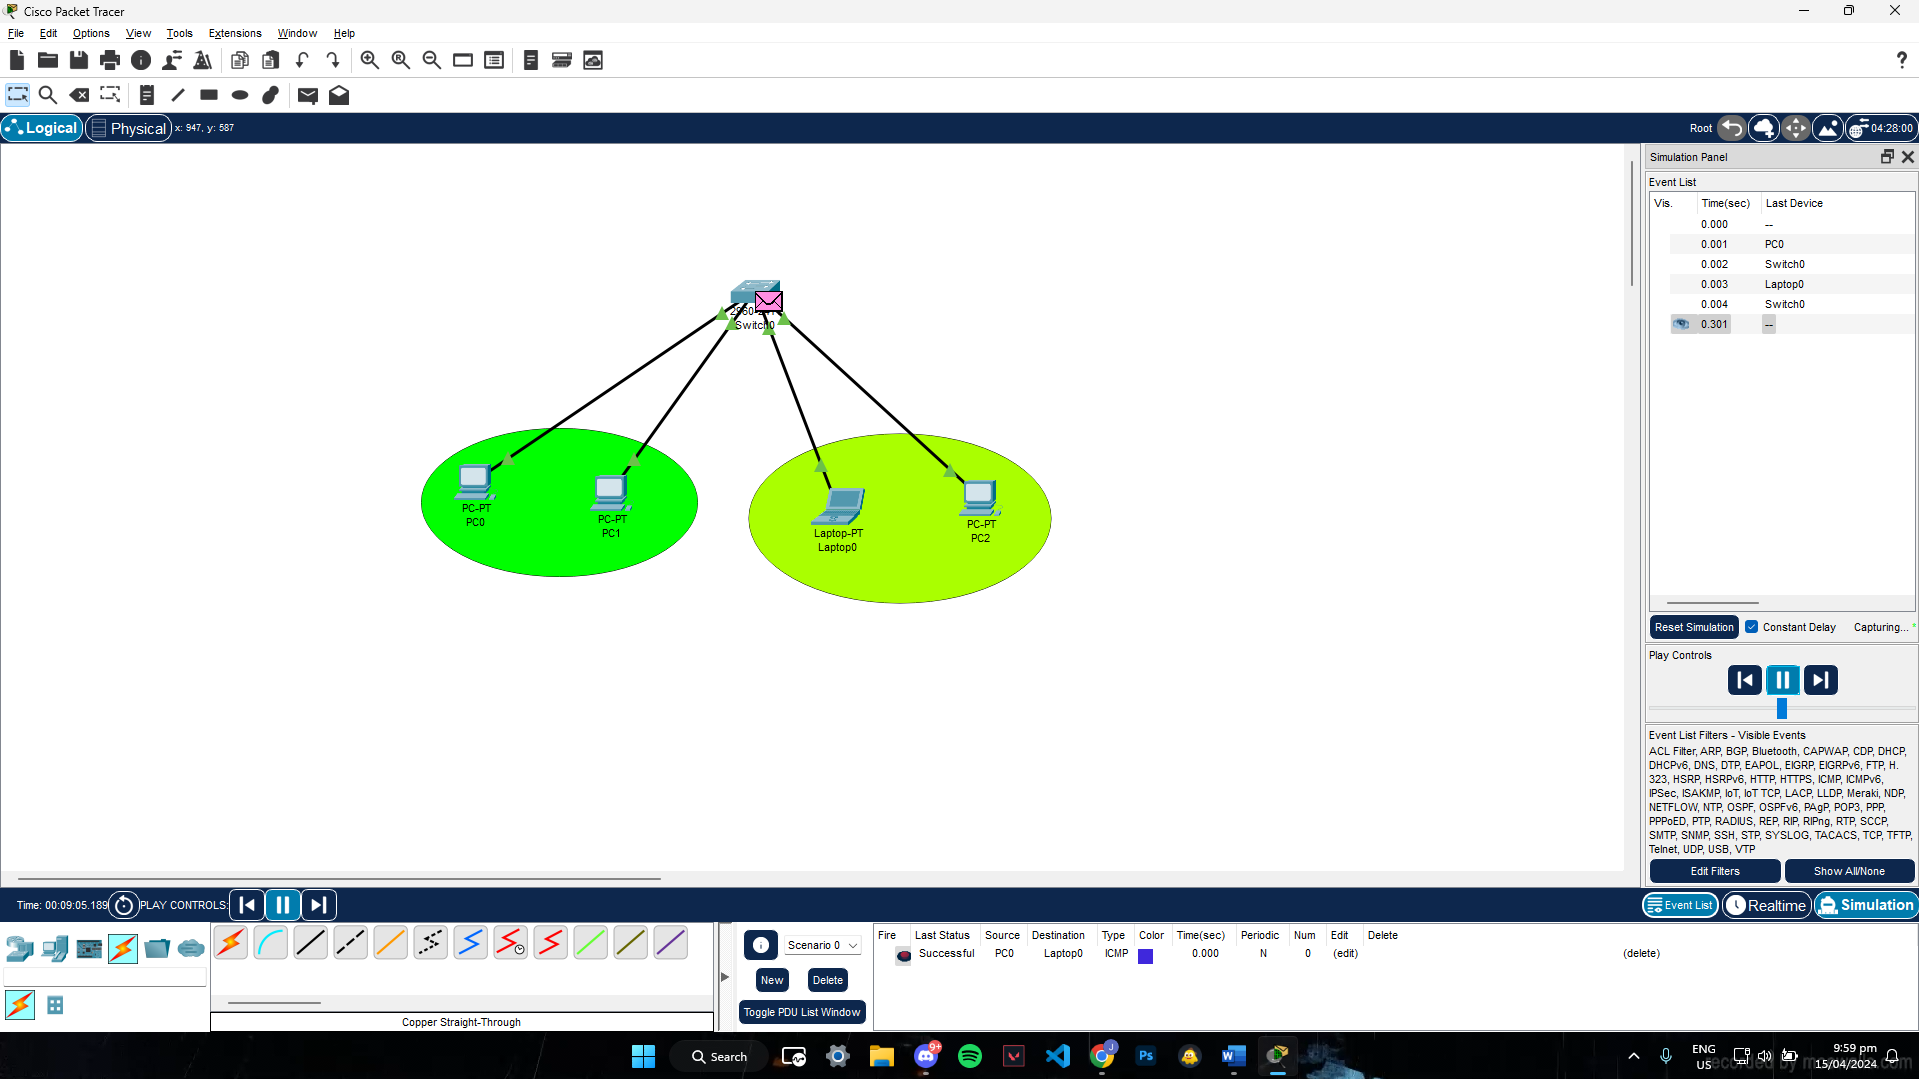 Cisco Packet Tracer
File Edit Options View Tools Extensions Window Help
Logical Physical x: 947, y: 587
Root 04:28:00
Simulation Panel
Event List
Vis. Time(sec) Last Device
0.000 --
0.001 PC0
0.002 Switch0
0.003 Laptop0
0.004 Switch0
0.301 --
Switch0
PC-PT
PC0
PC-PT
PC1
Laptop-PT
Laptop0
PC-PT
PC2
Reset Simulation Constant Delay Capturing... *
Play Controls
Event List Filters - Visible Events
ACL Filter, ARP, BGP, Bluetooth, CAPWAP, CDP, DHCP,
DHCPv6, DNS, DTP, EAPOL, EIGRP, EIGRPv6, FTP, H.
323, HSRP, HSRPv6, HTTP, HTTPS, ICMP, ICMPv6,
IPSec, ISAKMP, IoT, IoT TCP, LACP, LLDP, Meraki, NDP,
NETFLOW, NTP, OSPF, OSPFv6, PAgP, POP3, PPP,
PPPoED, PTP, RADIUS, REP, RIP, RIPng, RTP, SCCP,
SMTP, SNMP, SSH, STP, SYSLOG, TACACS, TCP, TFTP,
Telnet, UDP, USB, VTP
Edit Filters Show All/None
Time: 00:09:05.189 PLAY CONTROLS:
Event List Realtime Simulation
Scenario 0
New Delete
Toggle PDU List Window
Fire Last Status Source Destination Type Color Time(sec) Periodic Num Edit Delete
Successful PC0 Laptop0 ICMP 0.000 N 0 (edit) (delete)
Copper Straight-Through
Search
9+
J
Ps
W
ENG
US
9:59 pm
15/04/2024